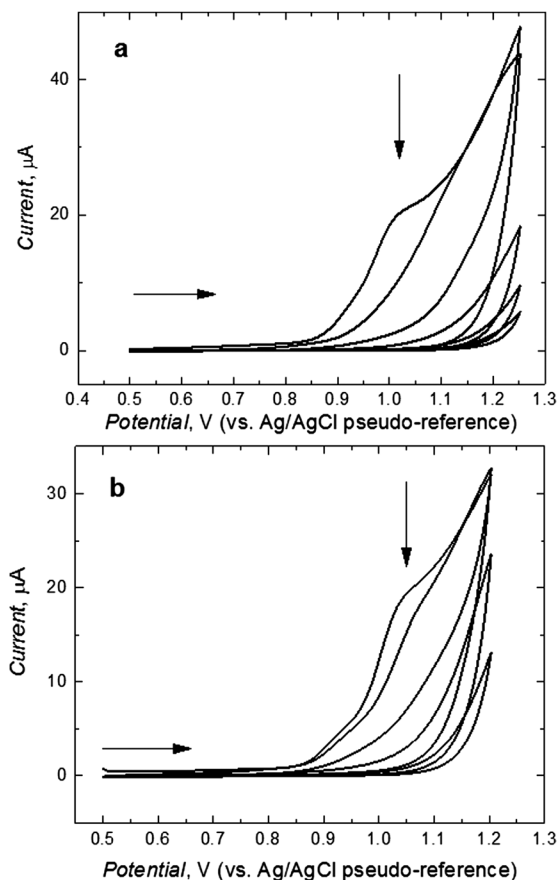 a
40
20
0
Current, μA
0.4 0.5 0.6 0.7 0.8 0.9 1.0 1.1 1.2 1.3
Potential, V (vs. Ag/AgCl pseudo-reference)
b
30
20
10
0
Current, μA
0.5 0.6 0.7 0.8 0.9 1.0 1.1 1.2 1.3
Potential, V (vs. Ag/AgCl pseudo-reference)